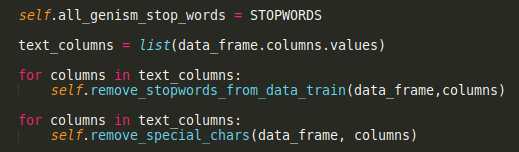 self.all_genism_stop_words = STOPWORDS
text_columns = list(data_frame.columns.values)
for columns in text_columns:
    self.remove_stopwords_from_data_train(data_frame,columns)
for columns in text_columns:
    self.remove_special_chars(data_frame, columns)